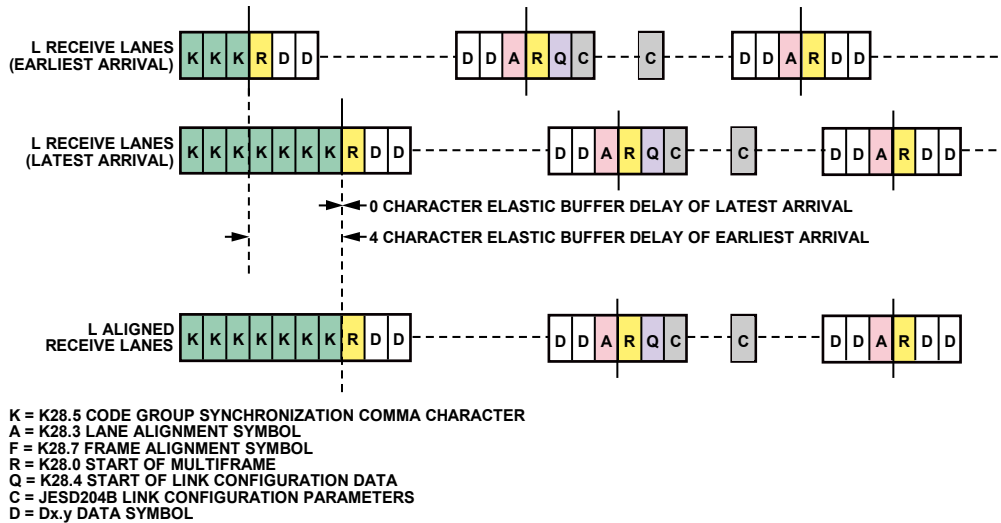 L RECEIVE LANES
(EARLIEST ARRIVAL)
K K K R D D
D D A R Q C
C
D D A R D D
L RECEIVE LANES
(LATEST ARRIVAL)
K K K K K K K R D D
D D A R Q C
C
D D A R D D
0 CHARACTER ELASTIC BUFFER DELAY OF LATEST ARRIVAL
4 CHARACTER ELASTIC BUFFER DELAY OF EARLIEST ARRIVAL
L ALIGNED
RECEIVE LANES
K K K K K K K R D D
D D A R Q C
C
D D A R D D
K = K28.5 CODE GROUP SYNCHRONIZATION COMMA CHARACTER
A = K28.3 LANE ALIGNMENT SYMBOL
F = K28.7 FRAME ALIGNMENT SYMBOL
R = K28.0 START OF MULTIFRAME
Q = K28.4 START OF LINK CONFIGURATION DATA
C = JESD204B LINK CONFIGURATION PARAMETERS
D = Dx.y DATA SYMBOL